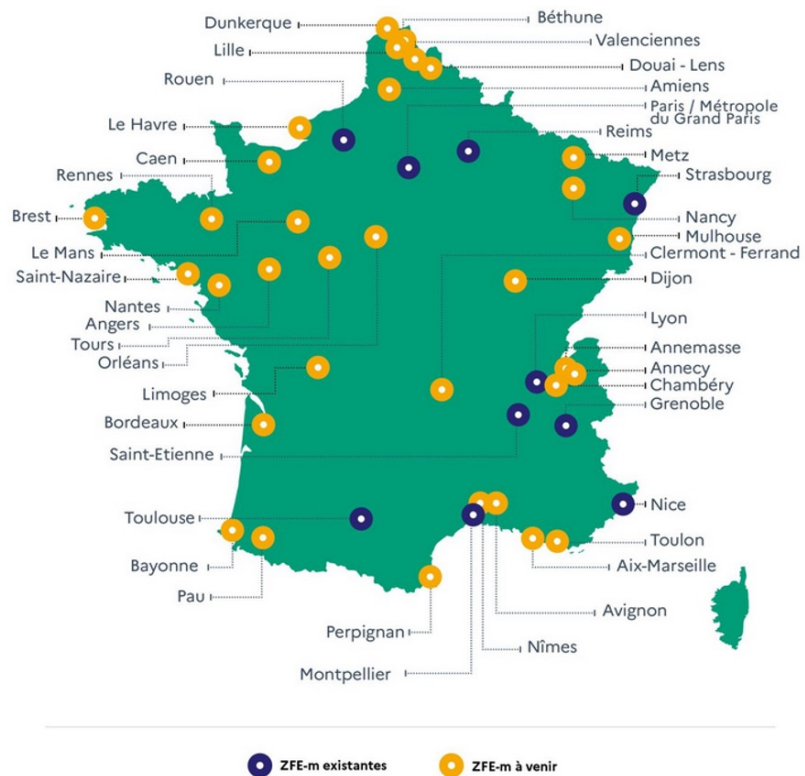 Dunkerque
Béthune
Valenciennes
Lille
Douai - Lens
Rouen
Amiens
Paris / Métropole
du Grand Paris
Le Havre
Reims
Caen
Metz
Rennes
Strasbourg
Brest
Nancy
Mulhouse
Le Mans
Clermont - Ferrand
Saint-Nazaire
Dijon
Nantes
Angers
Lyon
Tours
Annemasse
Orléans
Annecy
Chambéry
Limoges
Grenoble
Bordeaux
Saint-Etienne
Nice
Toulouse
Toulon
Bayonne
Aix-Marseille
Pau
Avignon
Perpignan
Nîmes
Montpellier
ZFE-m existantes
ZFE-m à venir